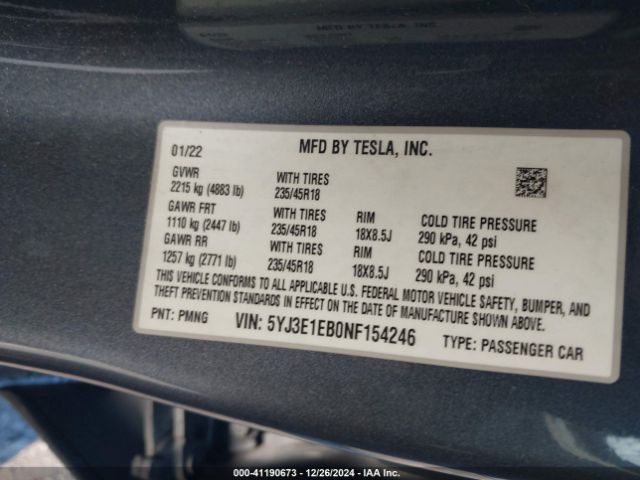 MFD BY TESLA, INC.
01/22
GVWR WITH TIRES
2215 kg (4883 lb) 235/45R18
GAWR FRT WITH TIRES RIM COLD TIRE PRESSURE
1110 kg (2447 lb) 235/45R18 18X8.5J 290 kPa, 42 psi
GAWR RR WITH TIRES RIM COLD TIRE PRESSURE
1257 kg (2771 lb) 235/45R18 18X8.5J 290 kPa, 42 psi
THIS VEHICLE CONFORMS TO ALL APPLICABLE U.S. FEDERAL MOTOR VEHICLE SAFETY, BUMPER, AND
THEFT PREVENTION STANDARDS IN EFFECT ON THE DATE OF MANUFACTURE SHOWN ABOVE.
PNT: PMNG VIN: 5YJ3E1EB0NF154246 TYPE: PASSENGER CAR
000-41190673 - 12/26/2024 - IAA Inc.